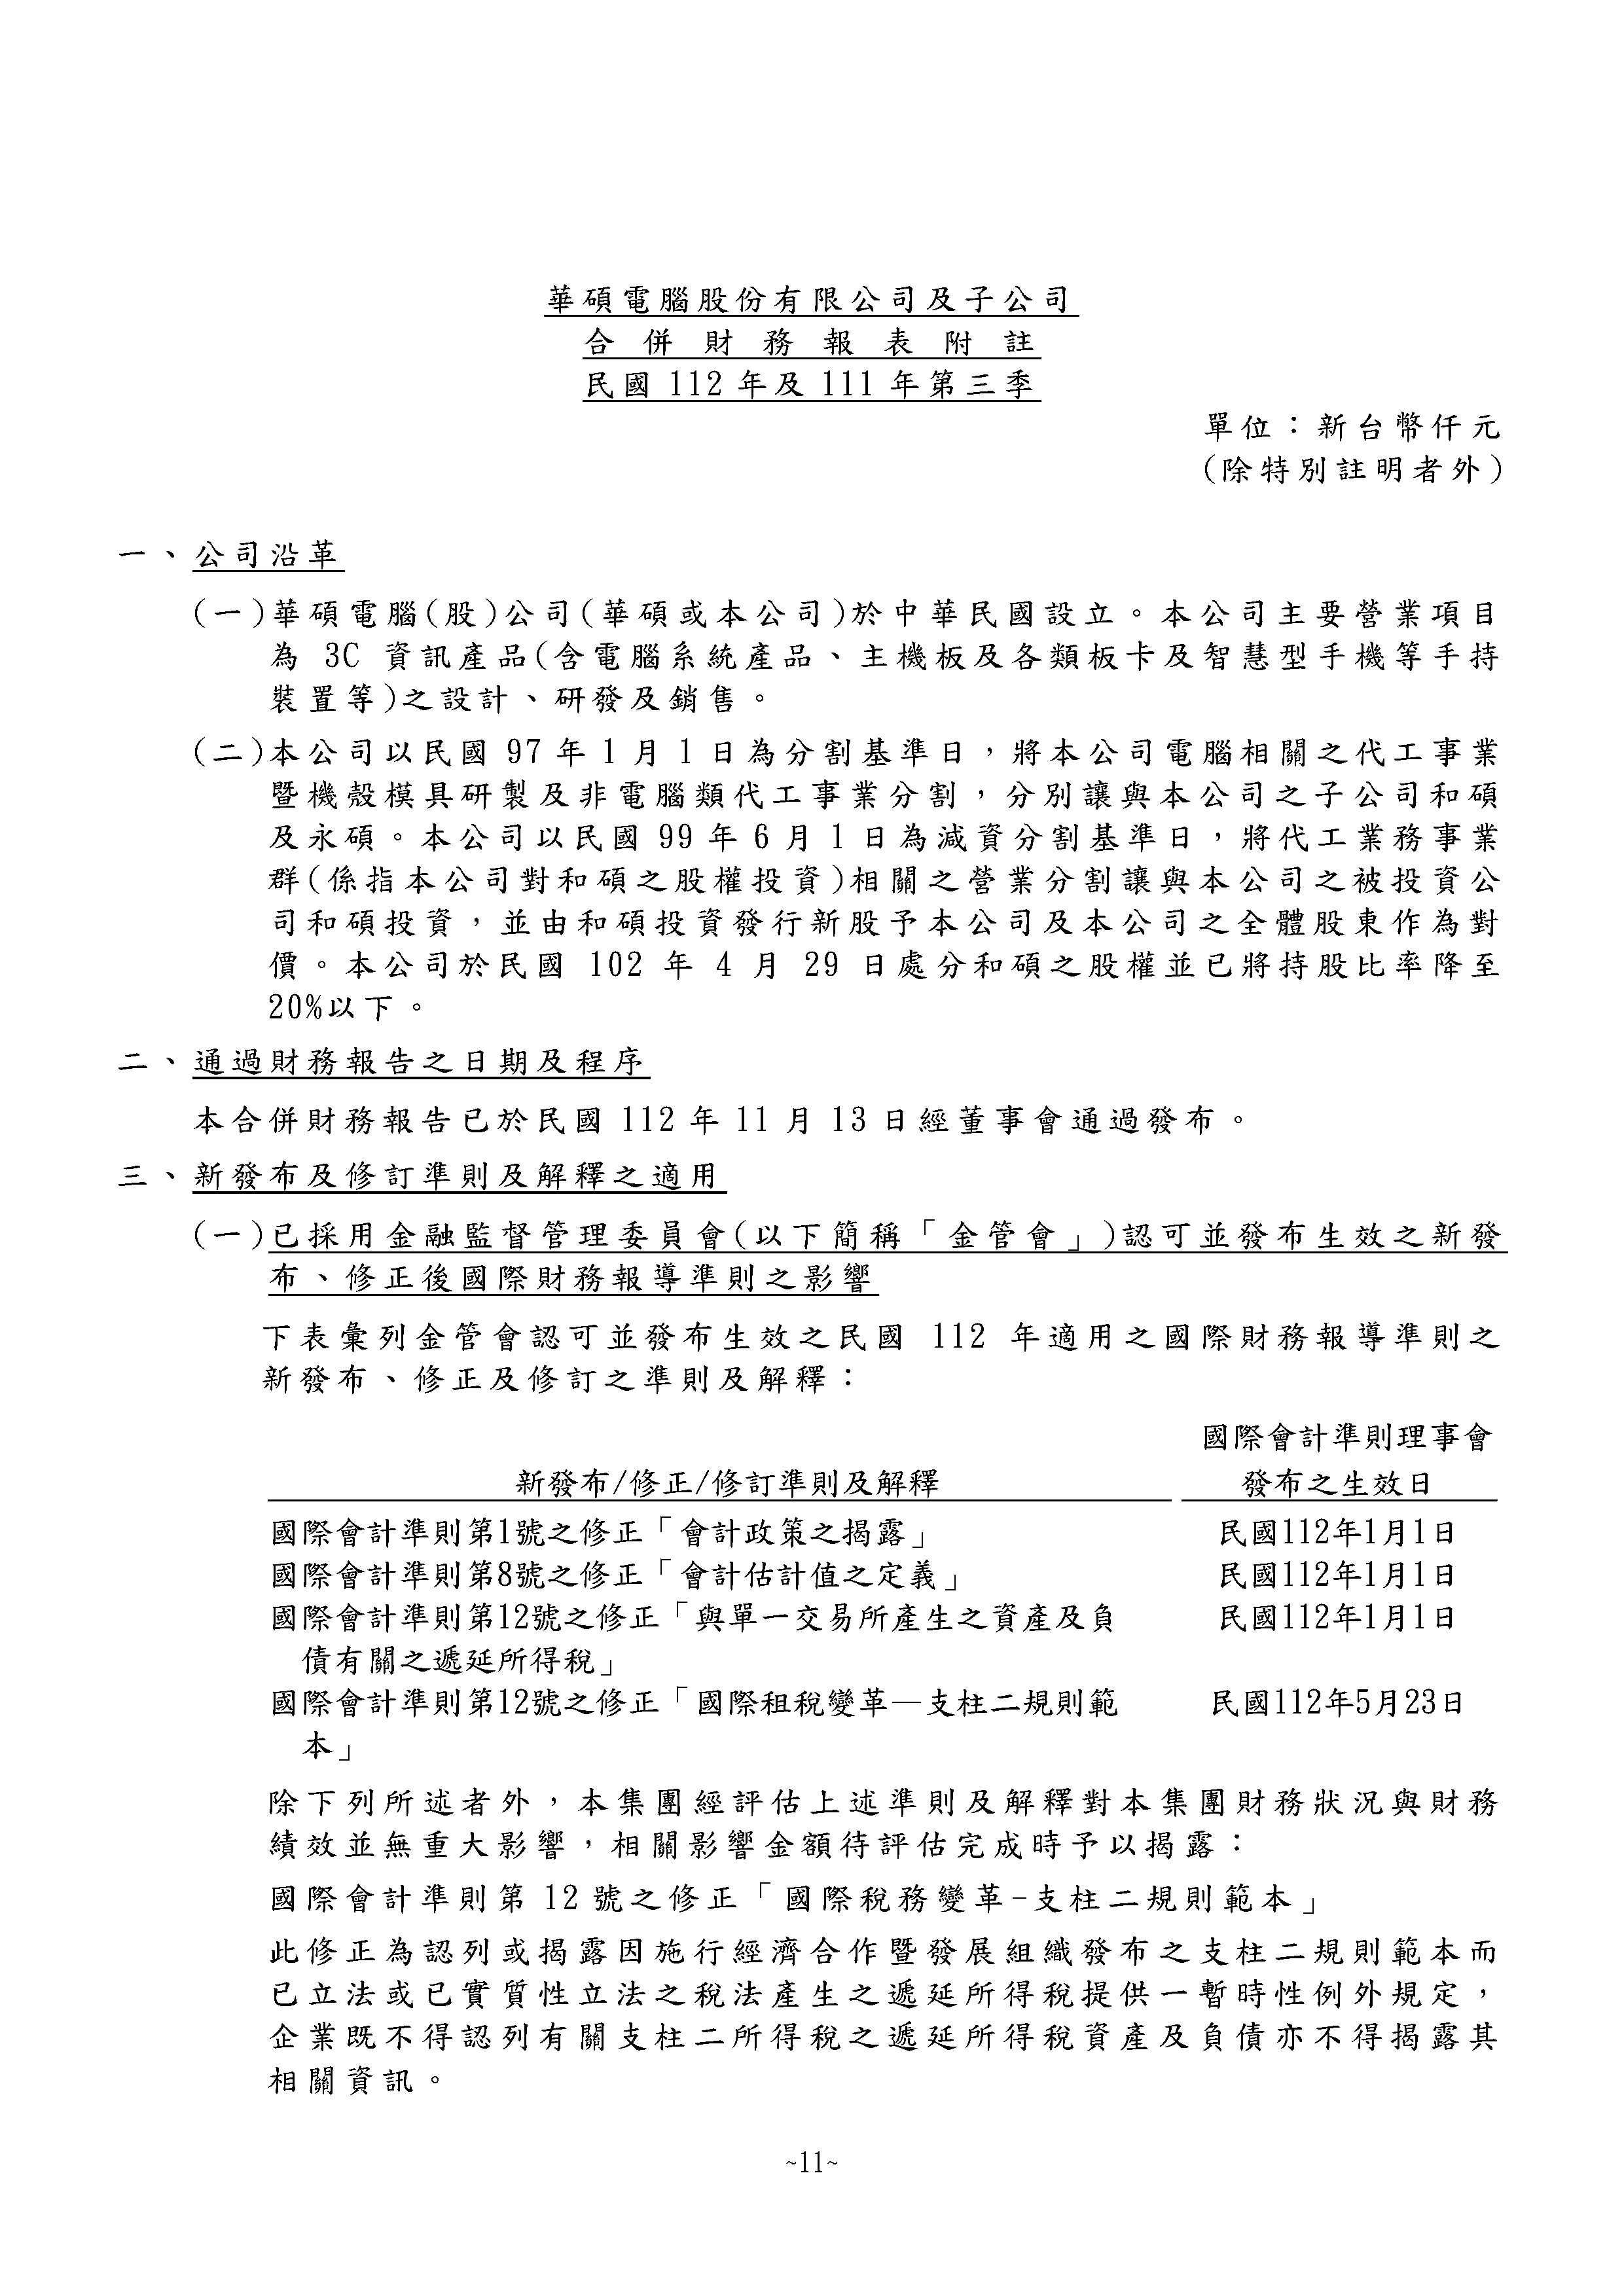 華碩電腦股份有限公司及子公司
合併財務報表附註
民國 112 年及 111 年第三季
單位：新台幣仟元
(除特別註明者外)
一、公司沿革
(一)華碩電腦(股)公司(華碩或本公司)於中華民國設立。本公司主要營業項目
為 3C 資訊產品(含電腦系統產品、主機板及各類板卡及智慧型手機等手持
裝置等)之設計、研發及銷售。
(二)本公司以民國 97 年 1 月 1 日為分割基準日，將本公司電腦相關之代工事業
暨機殼模具研製及非電腦類代工事業分割，分別讓與本公司之子公司和碩
及永碩。本公司以民國 99 年 6 月 1 日為減資分割基準日，將代工業務事業
群(係指本公司對和碩之股權投資)相關之營業分割讓與本公司之被投資公
司和碩投資，並由和碩投資發行新股予本公司及本公司之全體股東作為對
價。本公司於民國 102 年 4 月 29 日處分和碩之股權並已將持股比率降至
20%以下。
二、通過財務報告之日期及程序
本合併財務報告已於民國 112 年 11 月 13 日經董事會通過發布。
三、新發布及修訂準則及解釋之適用
(一)已採用金融監督管理委員會(以下簡稱「金管會」)認可並發布生效之新發
布、修正後國際財務報導準則之影響
下表彙列金管會認可並發布生效之民國 112 年適用之國際財務報導準則之
新發布、修正及修訂之準則及解釋：
國際會計準則理事會
新發布/修正/修訂準則及解釋 發布之生效日
國際會計準則第1號之修正「會計政策之揭露」 民國112年1月1日
國際會計準則第8號之修正「會計估計值之定義」 民國112年1月1日
國際會計準則第12號之修正「與單一交易所產生之資產及負 民國112年1月1日
債有關之遞延所得稅」
國際會計準則第12號之修正「國際租稅變革—支柱二規則範 民國112年5月23日
本」
除下列所述者外，本集團經評估上述準則及解釋對本集團財務狀況與財務
績效並無重大影響，相關影響金額待評估完成時予以揭露：
國際會計準則第 12 號之修正「國際稅務變革-支柱二規則範本」
此修正為認列或揭露因施行經濟合作暨發展組織發布之支柱二規則範本而
已立法或已實質性立法之稅法產生之遞延所得稅提供一暫時性例外規定，
企業既不得認列有關支柱二所得稅之遞延所得稅資產及負債亦不得揭露其
相關資訊。
~11~